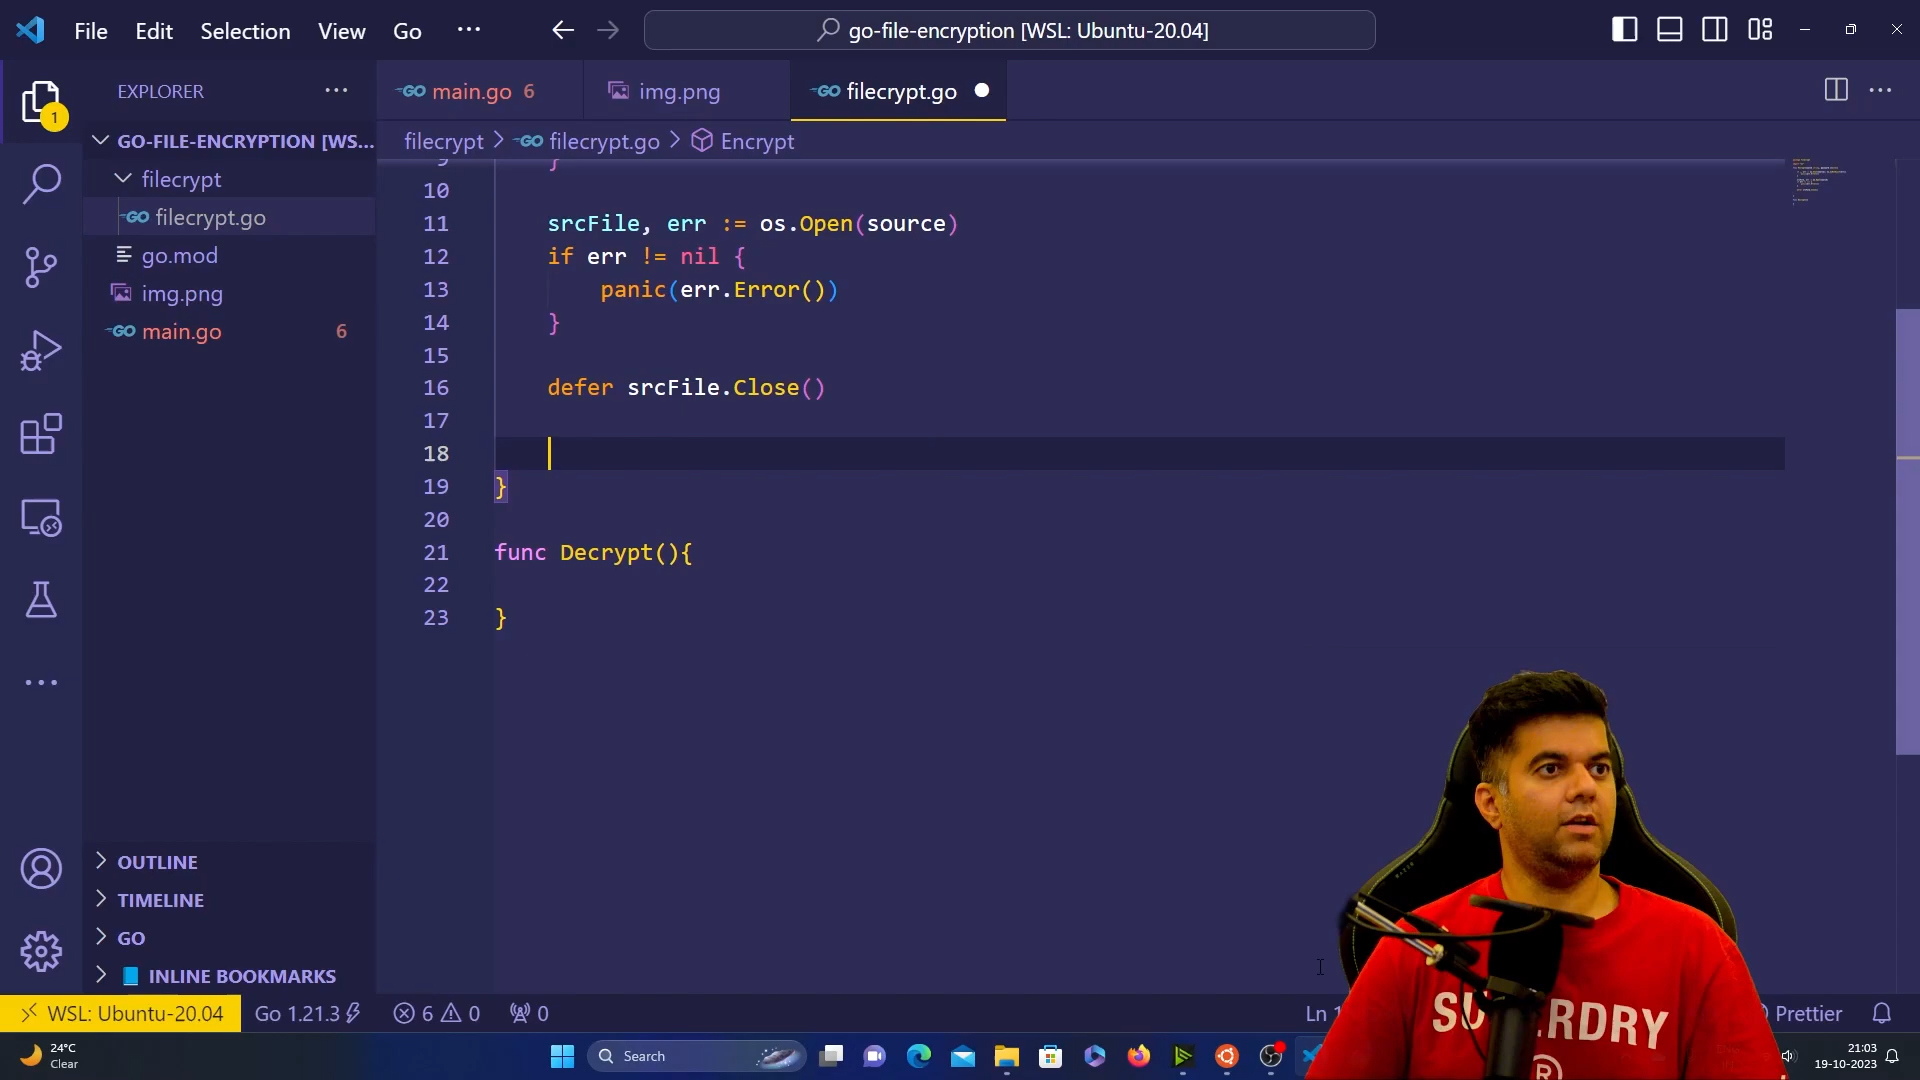 File Edit Selection View Go ··· go-file-encryption [WSL: Ubuntu-20.04]
EXPLORER ···
main.go 6 img.png filecrypt.go
1
GO-FILE-ENCRYPTION [WS...
filecrypt > filecrypt.go > Encrypt
filecrypt
filecrypt.go
go.mod
img.png
main.go 6
9 }
10
11 srcFile, err := os.Open(source)
12 if err != nil {
13 panic(err.Error())
14 }
15
16 defer srcFile.Close()
17
18
19 }
20
21 func Decrypt(){
22
23 }
OUTLINE
TIMELINE
GO
INLINE BOOKMARKS
WSL: Ubuntu-20.04 Go 1.21.3 6 0 0 Ln Prettier
24°C
Clear
Search
21:03
19-10-2023